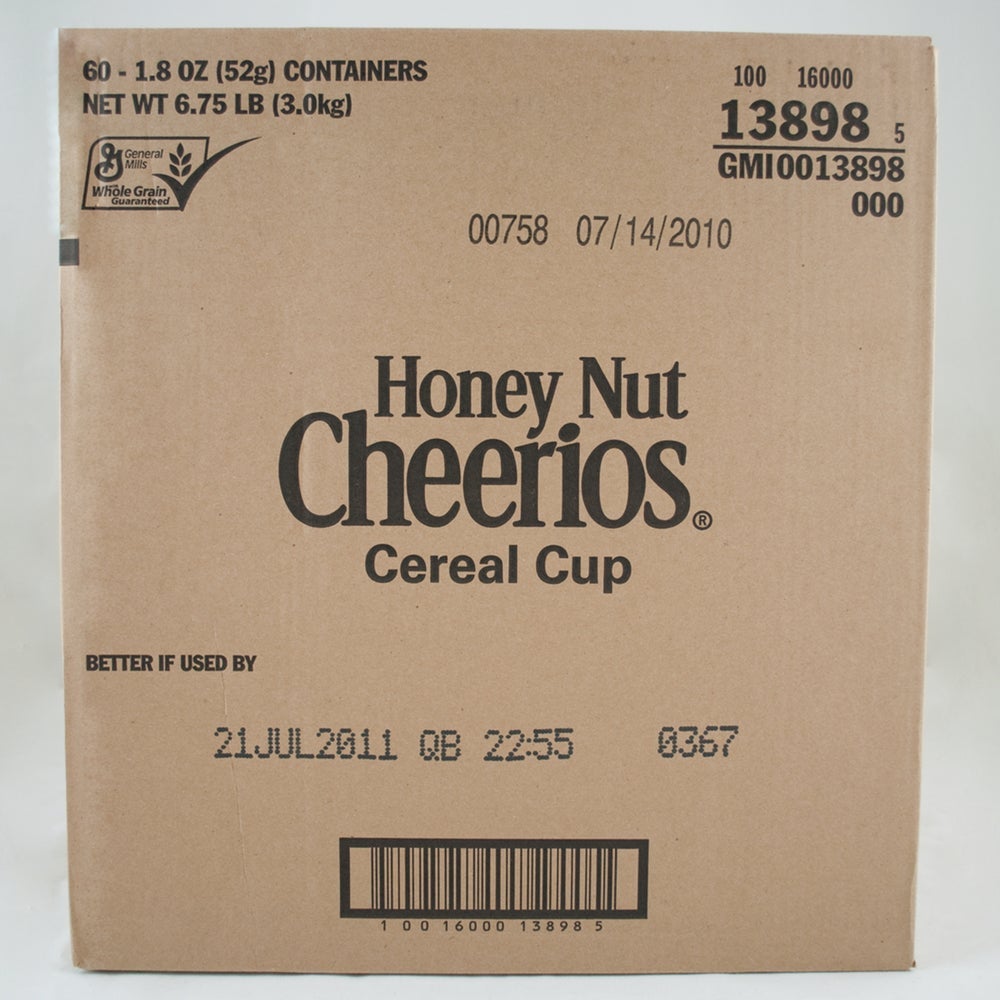 60 - 1.8 OZ (52g) CONTAINERS
NET WT 6.75 LB (3.0kg)
General
Mills
Whole Grain
Guaranteed
100 16000
13898 5
GMI0013898
000
00758 07/14/2010
Honey Nut
Cheerios®
Cereal Cup
BETTER IF USED BY
21JUL2011 QB 22:55 0367
1 00 16000 13898 5